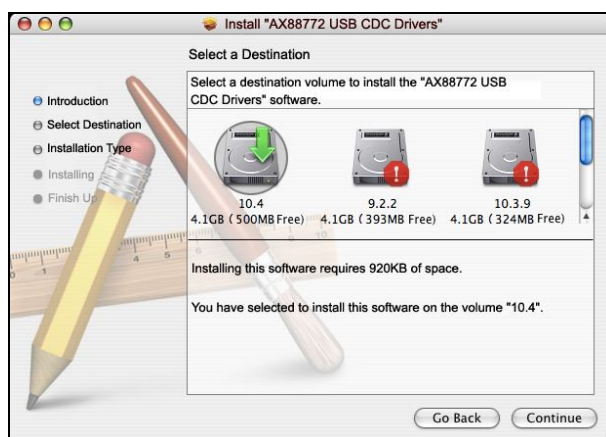 Install "AX88772 USB CDC Drivers"
Select a Destination
Introduction
Select Destination
Installation Type
Installing
Finish Up
Select a destination volume to install the "AX88772 USB
CDC Drivers" software.
10.4 9.2.2 10.3.9
4.1GB (500MB Free) 4.1GB (393MB Free) 4.1GB (324MB Free)
Installing this software requires 920KB of space.
You have selected to install this software on the volume "10.4".
Go Back Continue